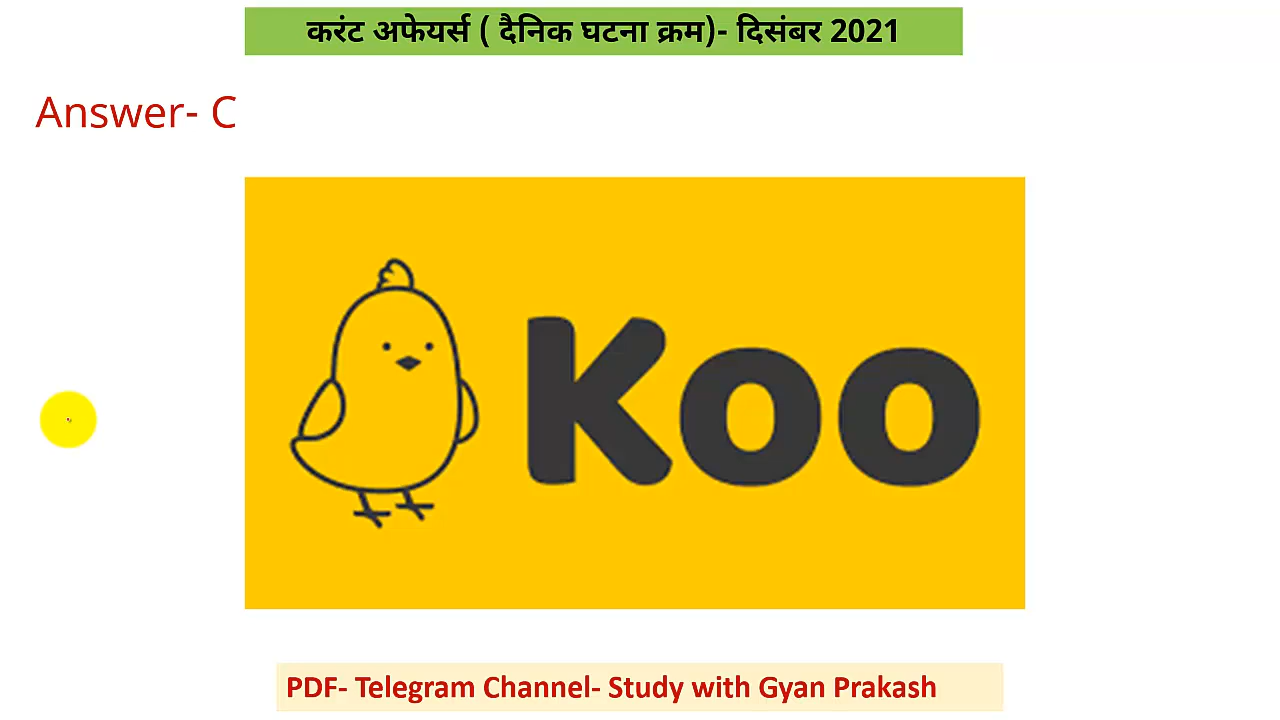 करंट अफेयर्स ( दैनिक घटना क्रम)- दिसंबर 2021
Answer- C
Koo
PDF- Telegram Channel- Study with Gyan Prakash